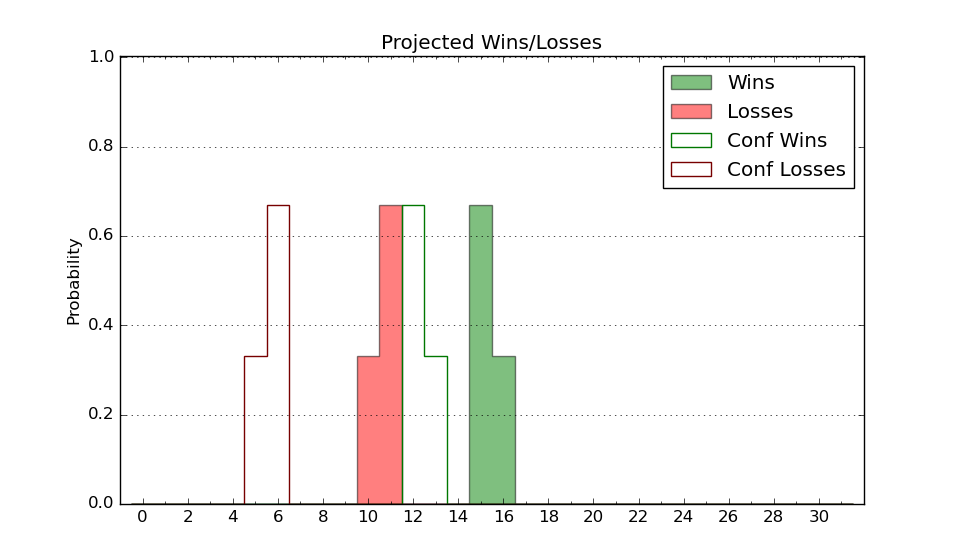 Projected Wins/Losses
1.0
0.8
0.6
0.4
0.2
0.0
Probability
Wins
Losses
Conf Wins
Conf Losses
0 2 4 6 8 10 12 14 16 18 20 22 24 26 28 30